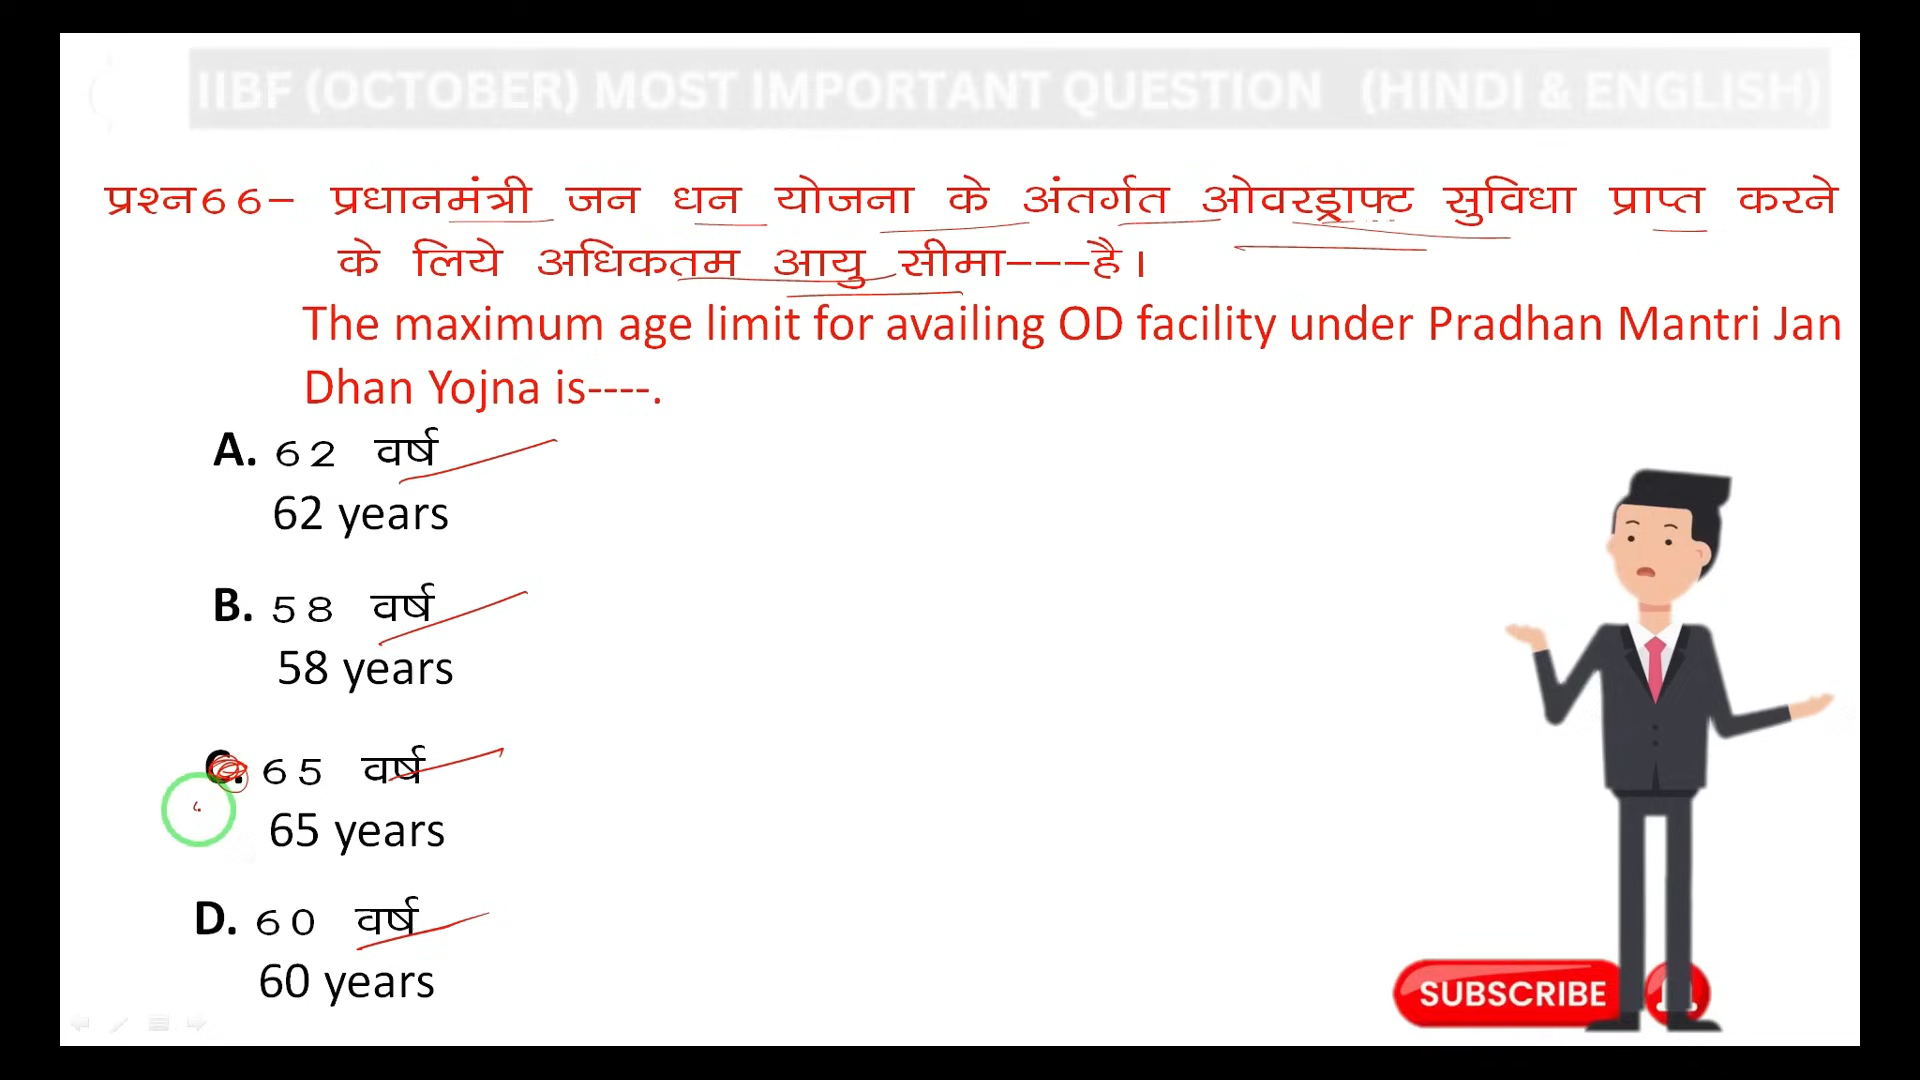 IIBF (OCTOBER) MOST IMPORTANT QUESTION (HINDI & ENGLISH)
प्रश्न66- प्रधानमंत्री जन धन योजना के अंतर्गत ओवरड्राफ्ट सुविधा प्राप्त करने
के लिये अधिकतम आयु सीमा---है।
The maximum age limit for availing OD facility under Pradhan Mantri Jan
Dhan Yojna is----.
A. 62 वर्ष
62 years
B. 58 वर्ष
58 years
C. 65 वर्ष
65 years
D. 60 वर्ष
60 years
SUBSCRIBE